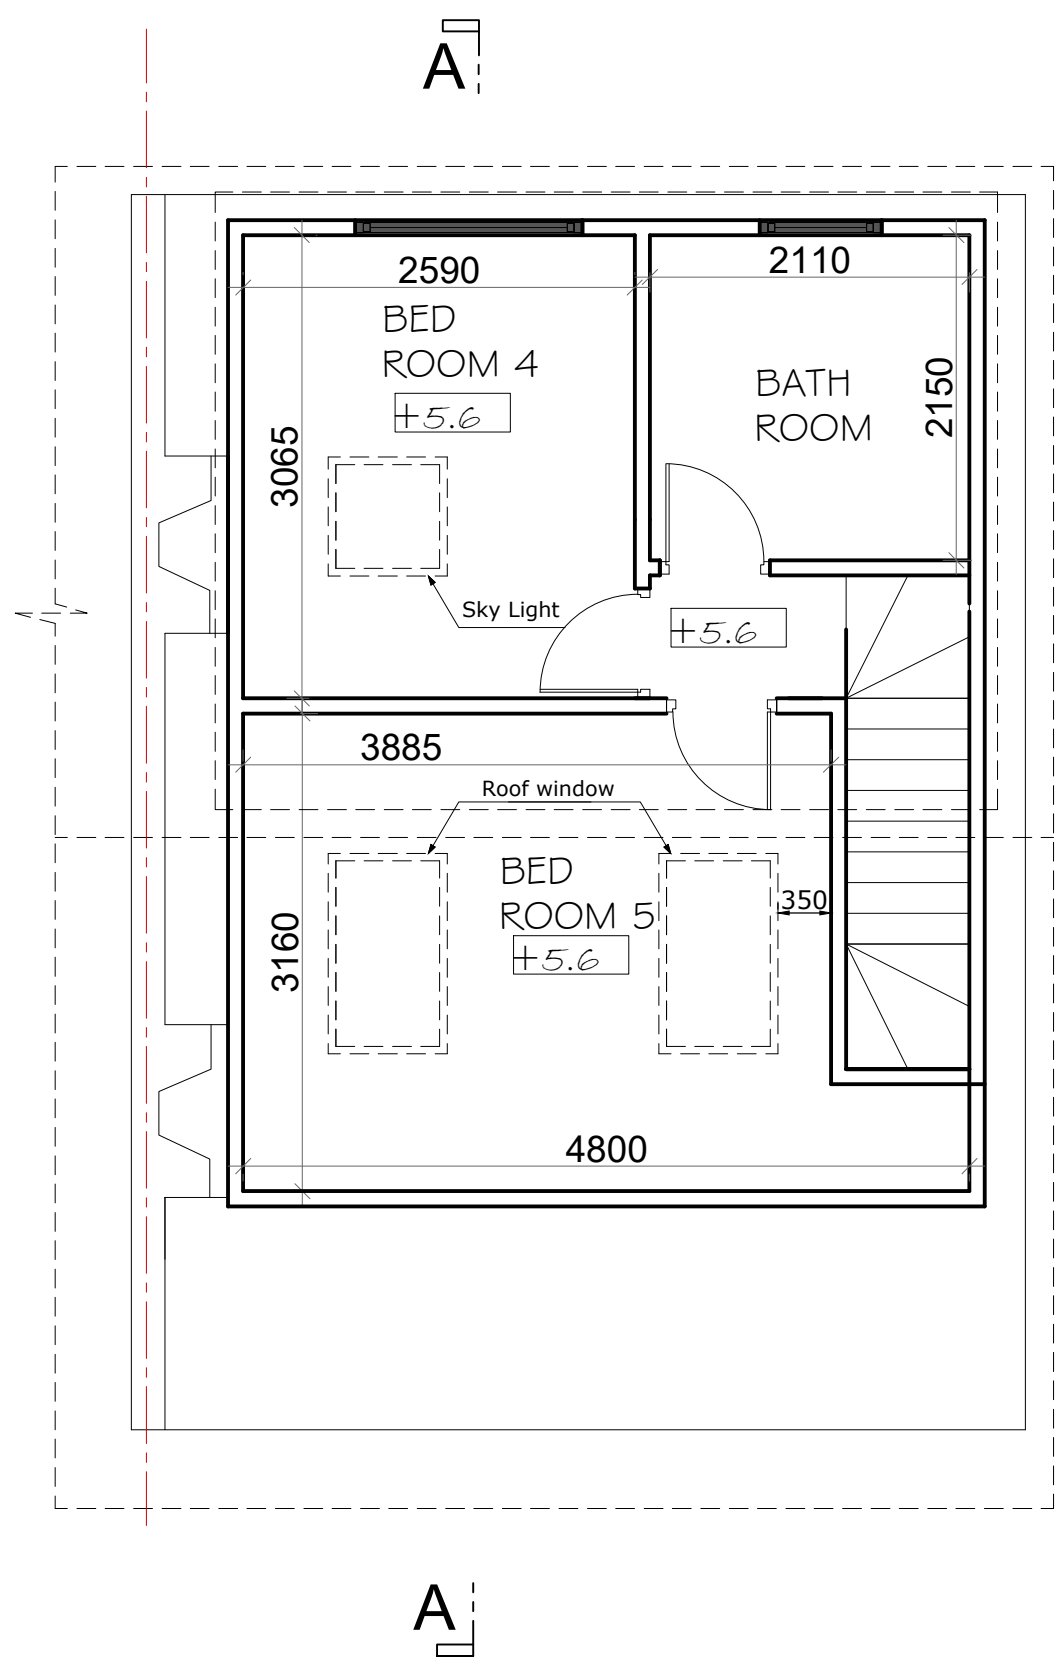 A
2590
2110
BED
ROOM 4
+5.6
BATH
ROOM
2150
3065
Sky Light
+5.6
3885
Roof window
BED
ROOM 5
+5.6
350
3160
4800
A